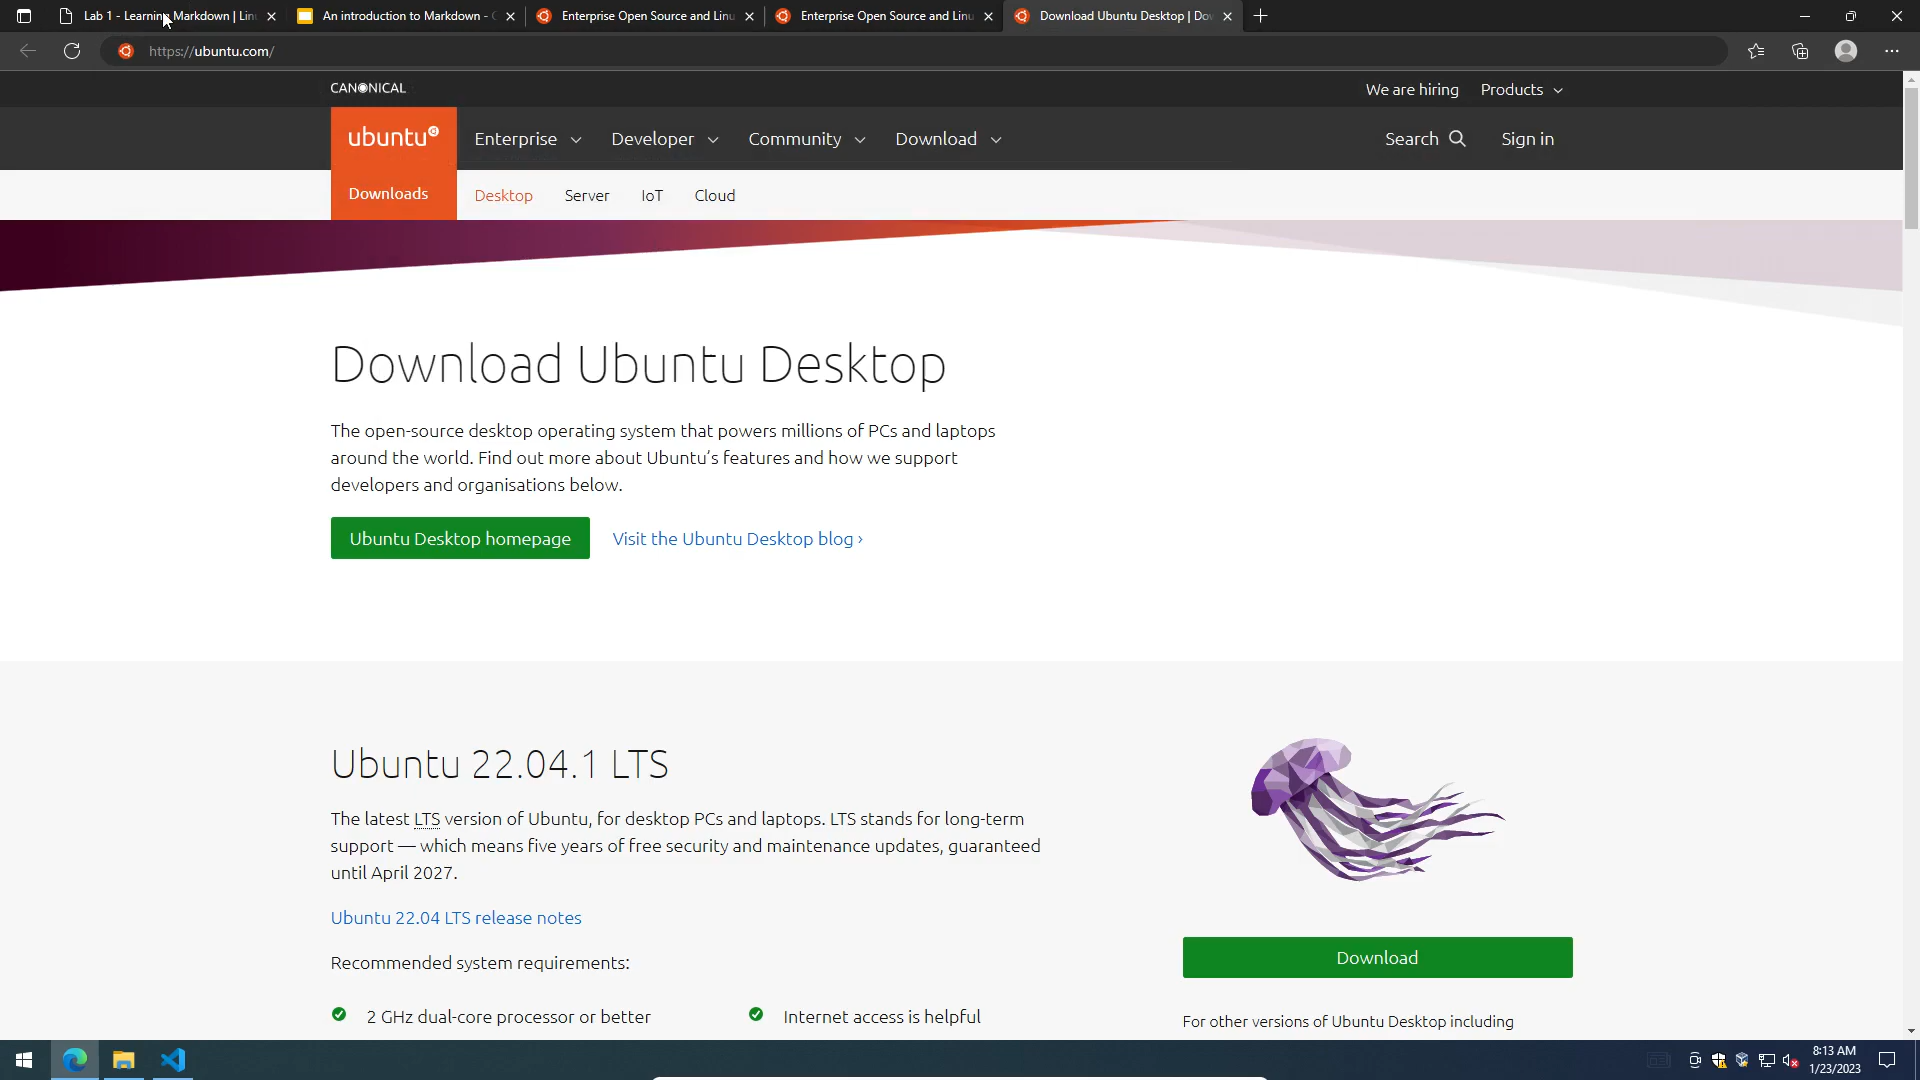 Lab 1 - Learning Markdown | Lin
An introduction to Markdown -
Enterprise Open Source and Linu
Enterprise Open Source and Linu
Download Ubuntu Desktop | Do
https://ubuntu.com/
CANONICAL
We are hiring
Products
ubuntu
Enterprise
Developer
Community
Download
Search
Sign in
Downloads
Desktop
Server
IoT
Cloud
Download Ubuntu Desktop
The open-source desktop operating system that powers millions of PCs and laptops
around the world. Find out more about Ubuntu's features and how we support
developers and organisations below.
Ubuntu Desktop homepage
Visit the Ubuntu Desktop blog ›
Ubuntu 22.04.1 LTS
The latest LTS version of Ubuntu, for desktop PCs and laptops. LTS stands for long-term
support — which means five years of free security and maintenance updates, guaranteed
until April 2027.
Ubuntu 22.04 LTS release notes
Recommended system requirements:
2 GHz dual-core processor or better
Internet access is helpful
Download
For other versions of Ubuntu Desktop including
8:13 AM
1/23/2023